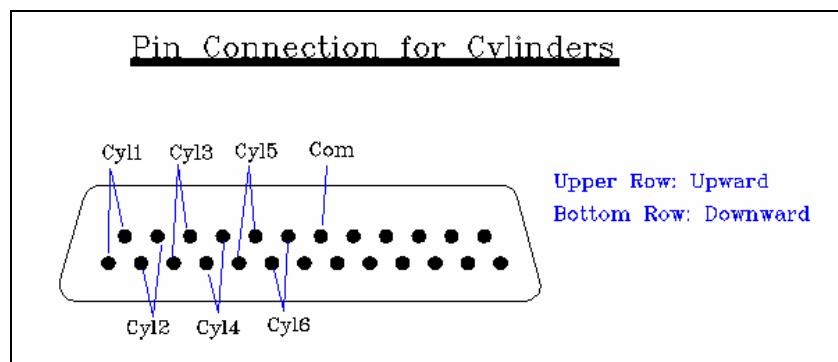 Pin Connection for Cylinders
Cyl1 Cyl3 Cyl5 Com
Upper Row: Upward
Bottom Row: Downward
Cyl2 Cyl4 Cyl6